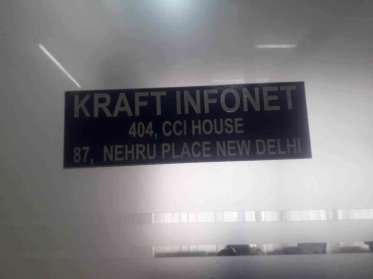 KRAFT INFONET
404, CCI HOUSE
87, NEHRU PLACE NEW DELHI